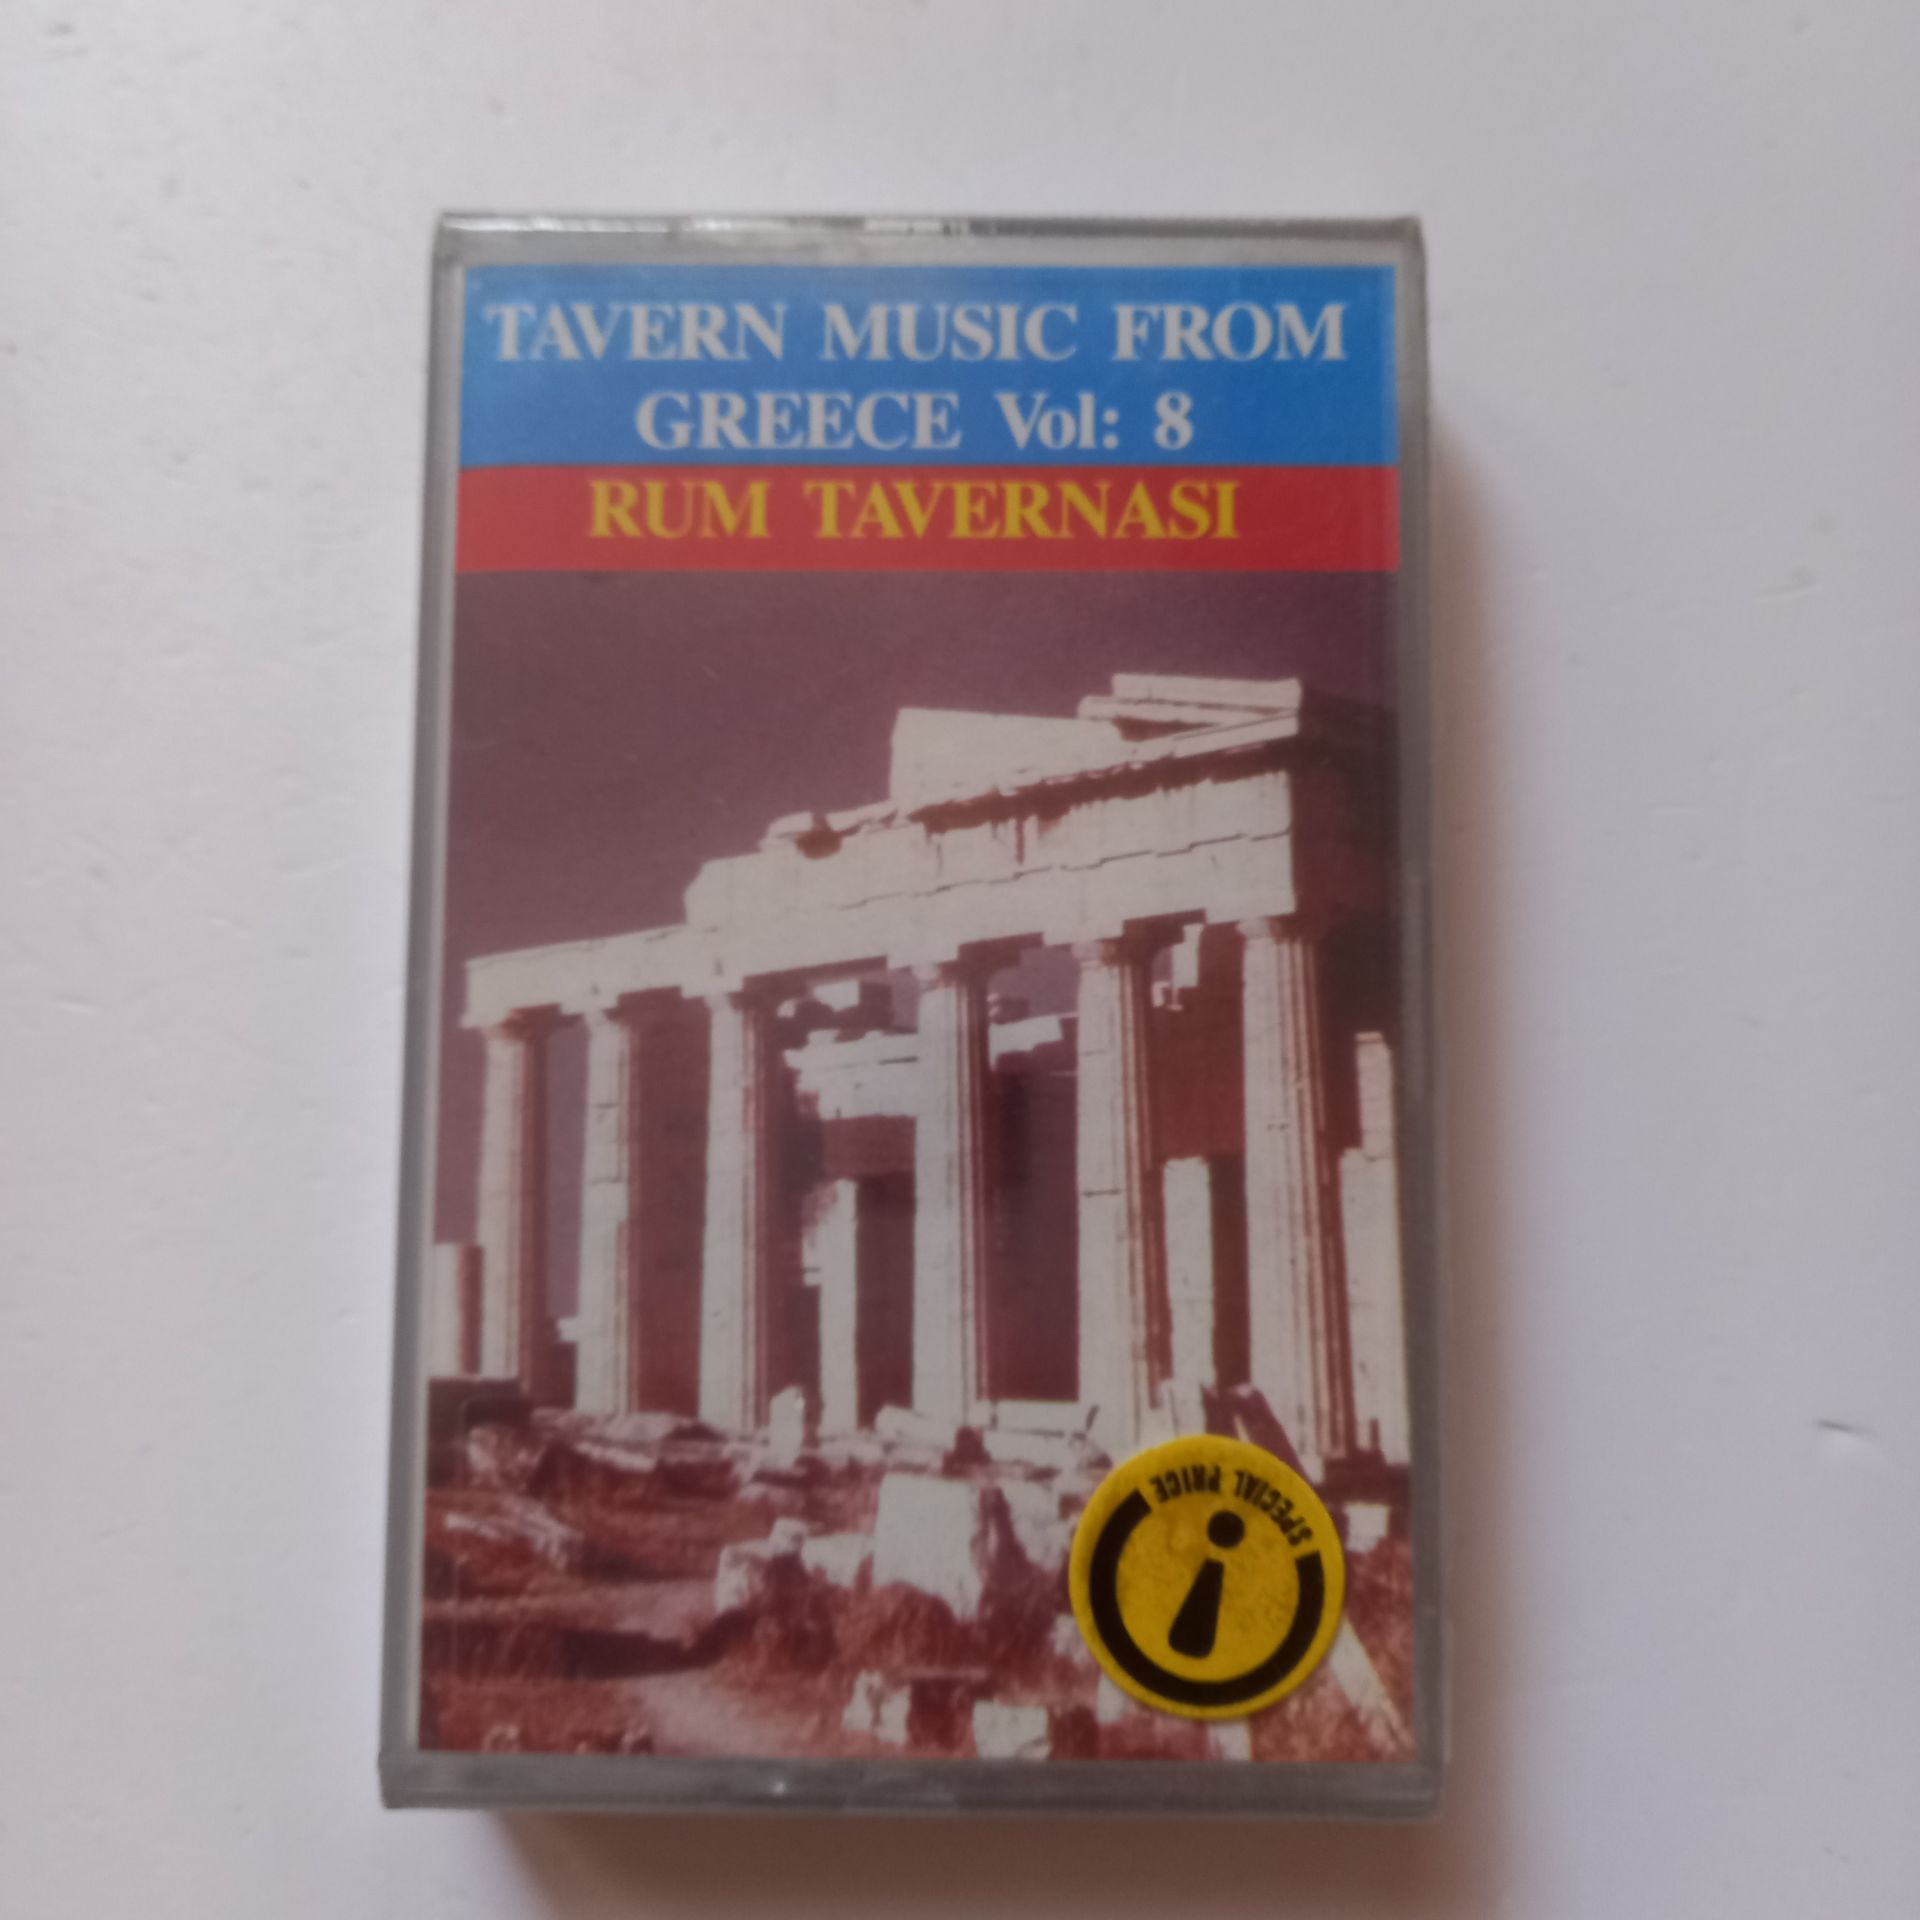 TAVERN MUSIC FROM
GREECE Vol: 8
RUM TAVERNASI
SPECIAL PRICE
i